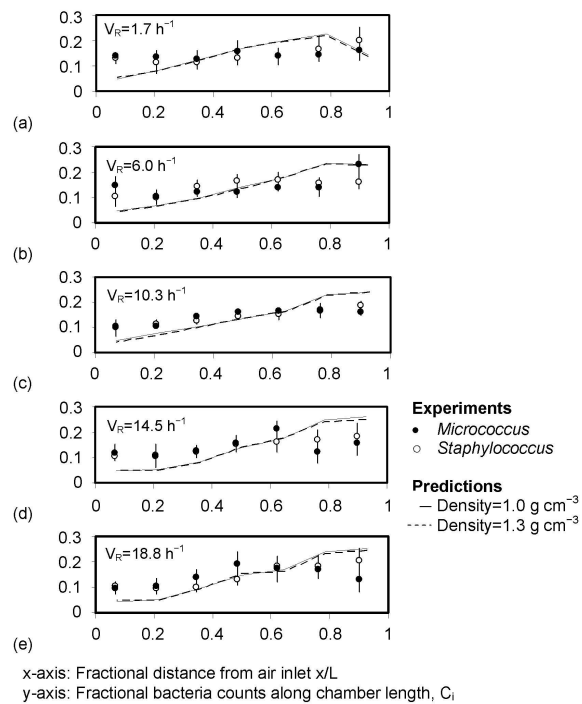 0.3
V_R=1.7 h⁻¹
0.2
0.1
0
0 0.2 0.4 0.6 0.8 1
(a)
0.3
V_R=6.0 h⁻¹
0.2
0.1
0
0 0.2 0.4 0.6 0.8 1
(b)
0.3
V_R=10.3 h⁻¹
0.2
0.1
0
0 0.2 0.4 0.6 0.8 1
(c)
0.3
V_R=14.5 h⁻¹
0.2
0.1
0
0 0.2 0.4 0.6 0.8 1
(d)
0.3
V_R=18.8 h⁻¹
0.2
0.1
0
0 0.2 0.4 0.6 0.8 1
(e)
Experiments
Micrococcus
Staphylococcus
Predictions
Density=1.0 g cm⁻³
Density=1.3 g cm⁻³
x-axis: Fractional distance from air inlet x/L
y-axis: Fractional bacteria counts along chamber length, Cᵢ